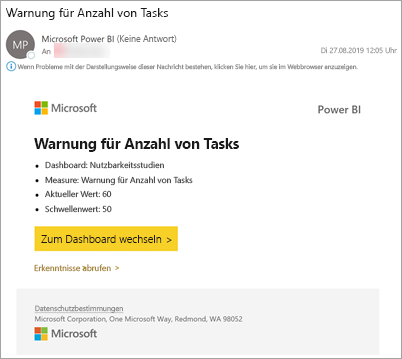 Warnung für Anzahl von Tasks
MP
Microsoft Power BI (Keine Antwort)
An
Di 27.08.2019 12:05 Uhr
Wenn Probleme mit der Darstellungsweise dieser Nachricht bestehen, klicken Sie hier, um sie im Webbrowser anzuzeigen.
Microsoft
Power BI
Warnung für Anzahl von Tasks
• Dashboard: Nutzbarkeitsstudien
• Measure: Warnung für Anzahl von Tasks
• Aktueller Wert: 60
• Schwellenwert: 50
Zum Dashboard wechseln >
Erkenntnisse abrufen >
Datenschutzbestimmungen
Microsoft Corporation, One Microsoft Way, Redmond, WA 98052
Microsoft